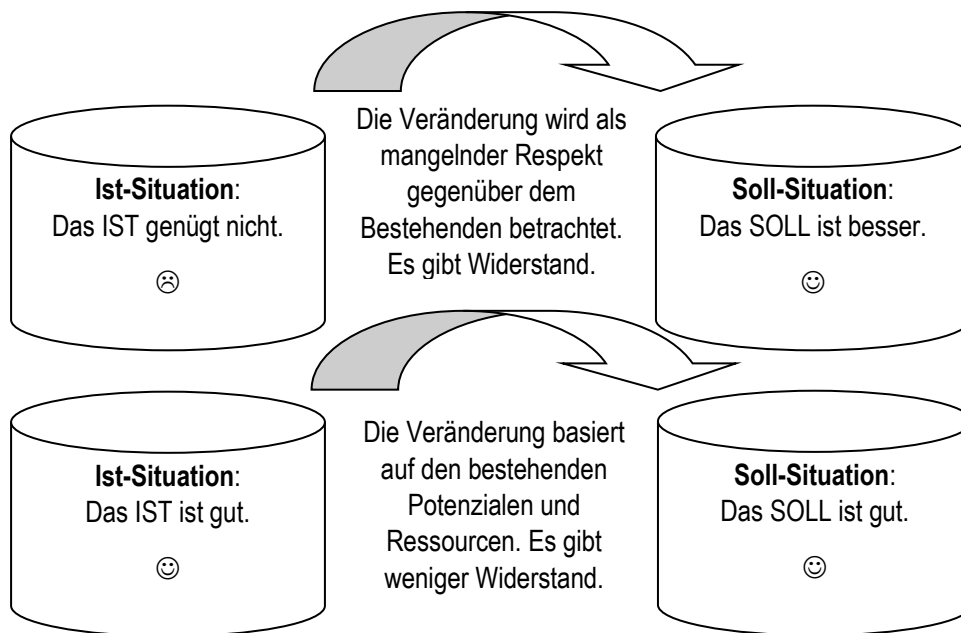 Ist-Situation:
Das IST genügt nicht.
☹
Die Veränderung wird als
mangelnder Respekt
gegenüber dem
Bestehenden betrachtet.
Es gibt Widerstand.
Soll-Situation:
Das SOLL ist besser.
☺
Ist-Situation:
Das IST ist gut.
☺
Die Veränderung basiert
auf den bestehenden
Potenzialen und
Ressourcen. Es gibt
weniger Widerstand.
Soll-Situation:
Das SOLL ist gut.
☺